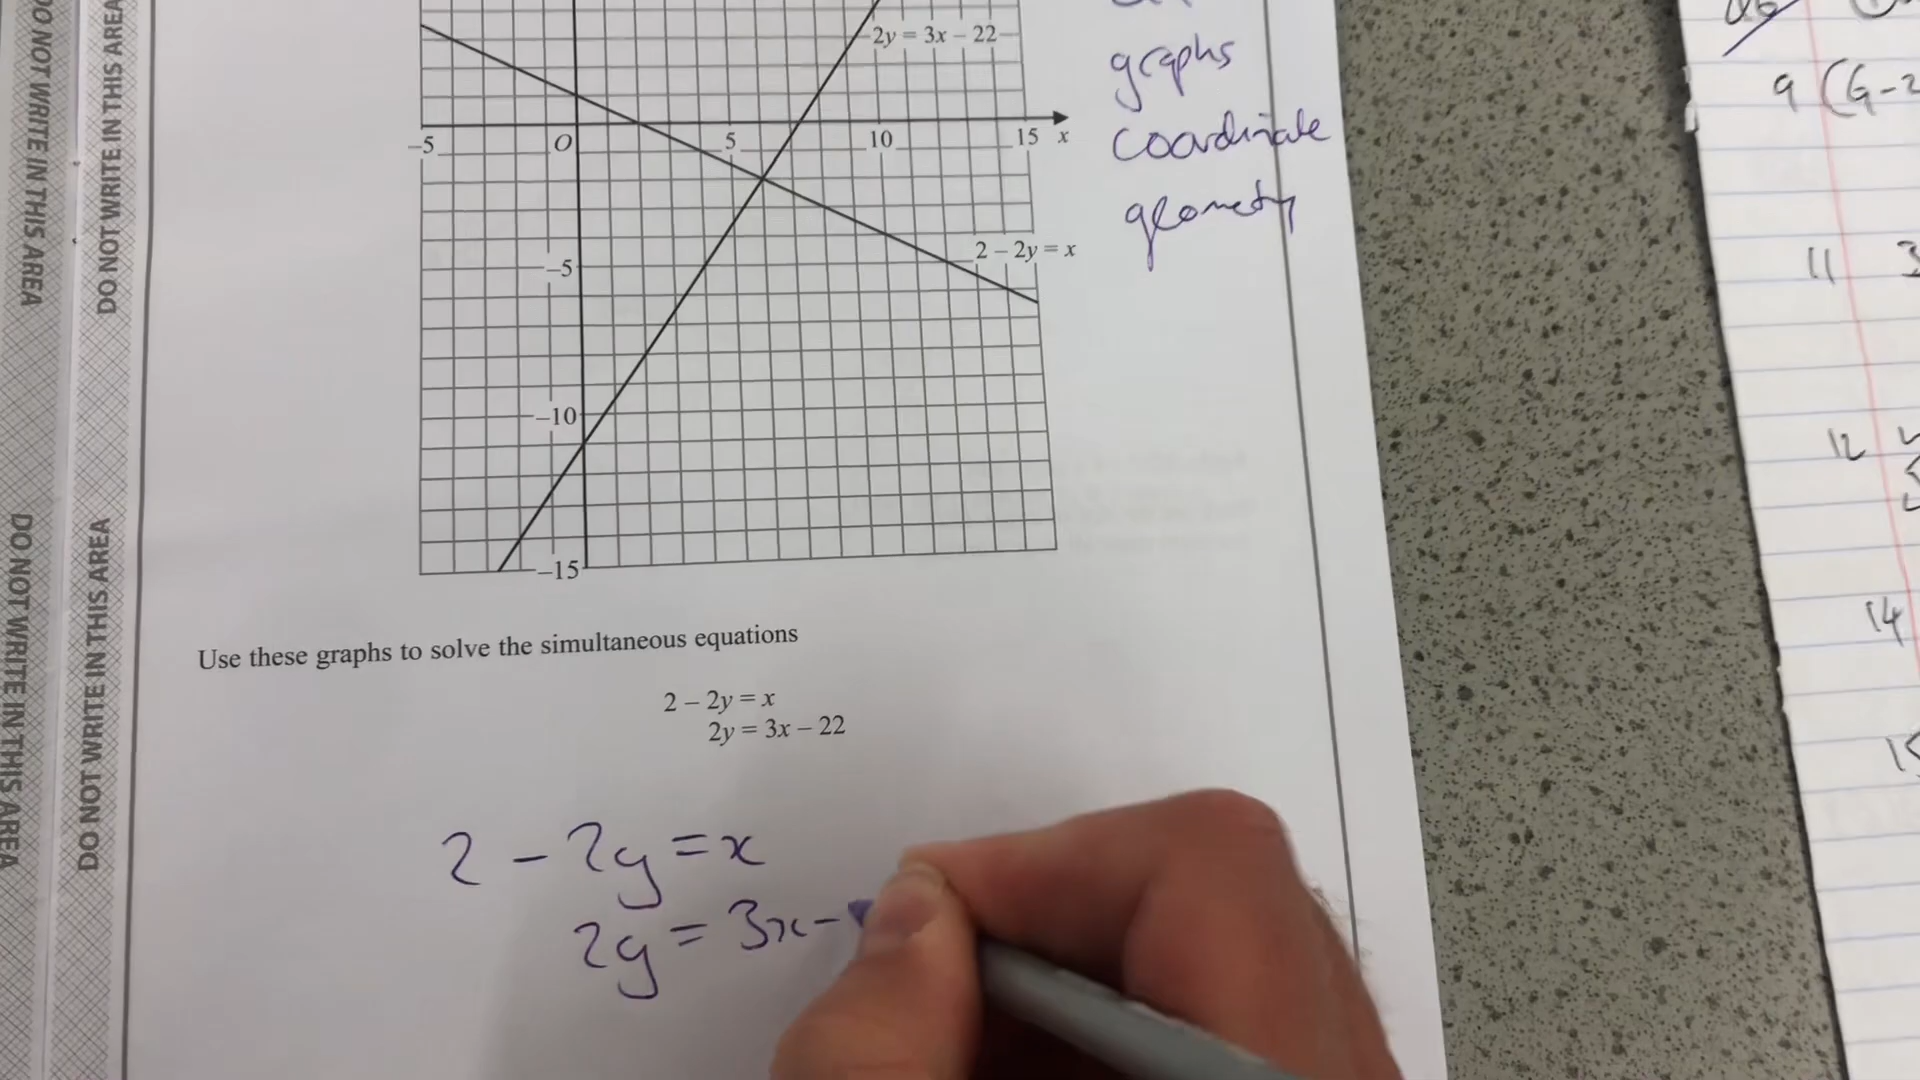 DO NOT WRITE IN THIS AREA
DO NOT WRITE IN THIS AREA
DO NOT WRITE IN THIS AREA
DO NOT WRITE IN THIS AREA
2y = 3x – 22
–5
O
5
10
15
x
2 – 2y = x
–5
–10
–15
graphs
coordinate
geometry
Use these graphs to solve the simultaneous equations
2 – 2y = x
2y = 3x – 22
2 - 2y = x
2y = 3x -
9 (G-2
11 3
12
14
15